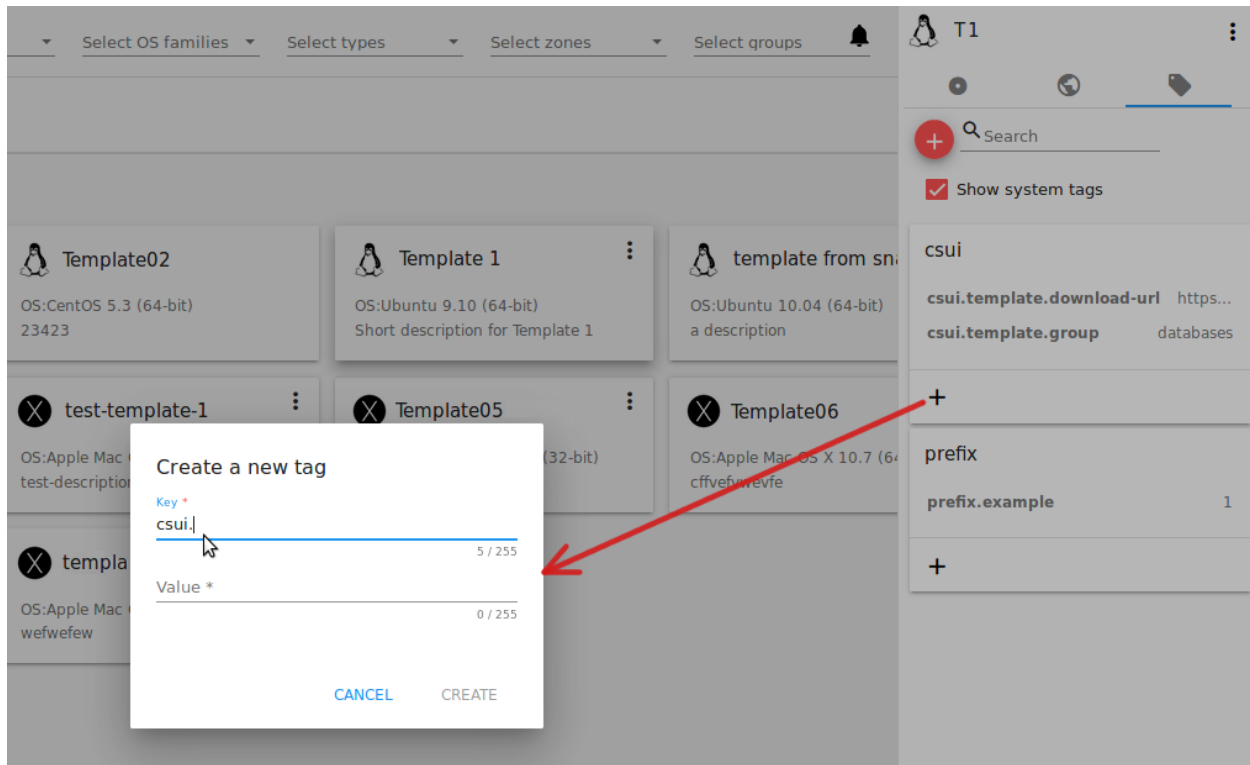 Select OS families
Select types
Select zones
Select groups
T1
Search
Show system tags
Template02
OS:CentOS 5.3 (64-bit)
23423
Template 1
OS:Ubuntu 9.10 (64-bit)
Short description for Template 1
template from sna
OS:Ubuntu 10.04 (64-bit)
a description
test-template-1
OS:Apple Mac
test-description
Template05
(32-bit)
Template06
OS:Apple Mac OS X 10.7 (64
cffvefvwevfe
templa
OS:Apple Mac
wefwefew
Create a new tag
Key *
csui.
5 / 255
Value *
0 / 255
CANCEL
CREATE
csui
csui.template.download-url https...
csui.template.group databases
+
prefix
prefix.example 1
+